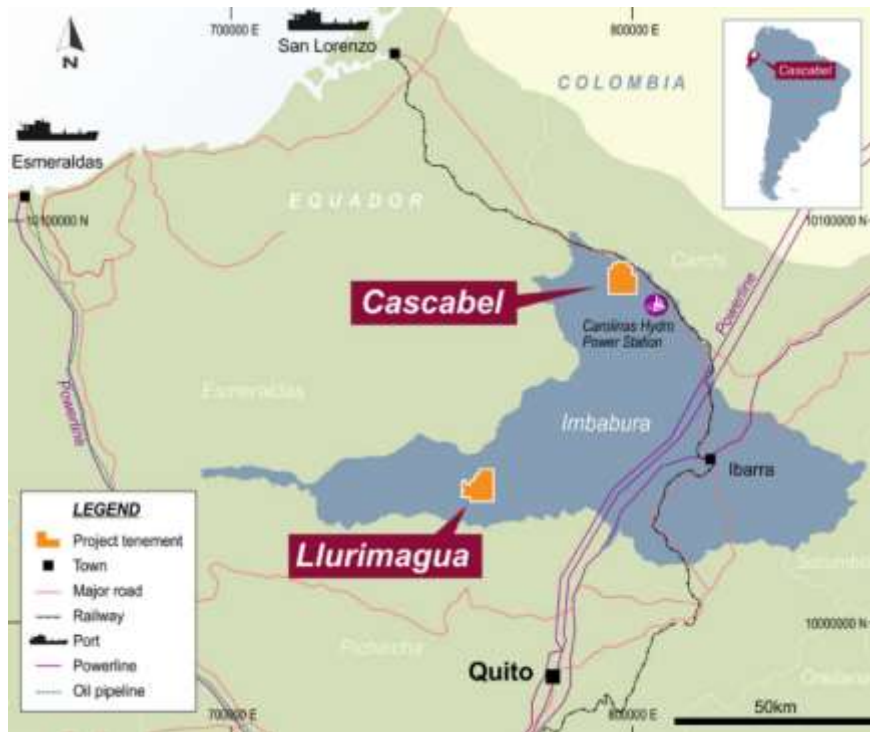 700000 E
800000 E
San Lorenzo
N
COLOMBIA
Cascabel
Esmeraldas
10100000 N
10100000 N
EQUADOR
Carchi
Cascabel
Carolinas Hydro
Power Station
Powerline
Powerline
Esmeraldas
Imbabura
Ibarra
Llurimagua
LEGEND
Project tenement
Town
Major road
Railway
Port
Powerline
Oil pipeline
10000000 N
Quito
700000 E
800000 E
50km